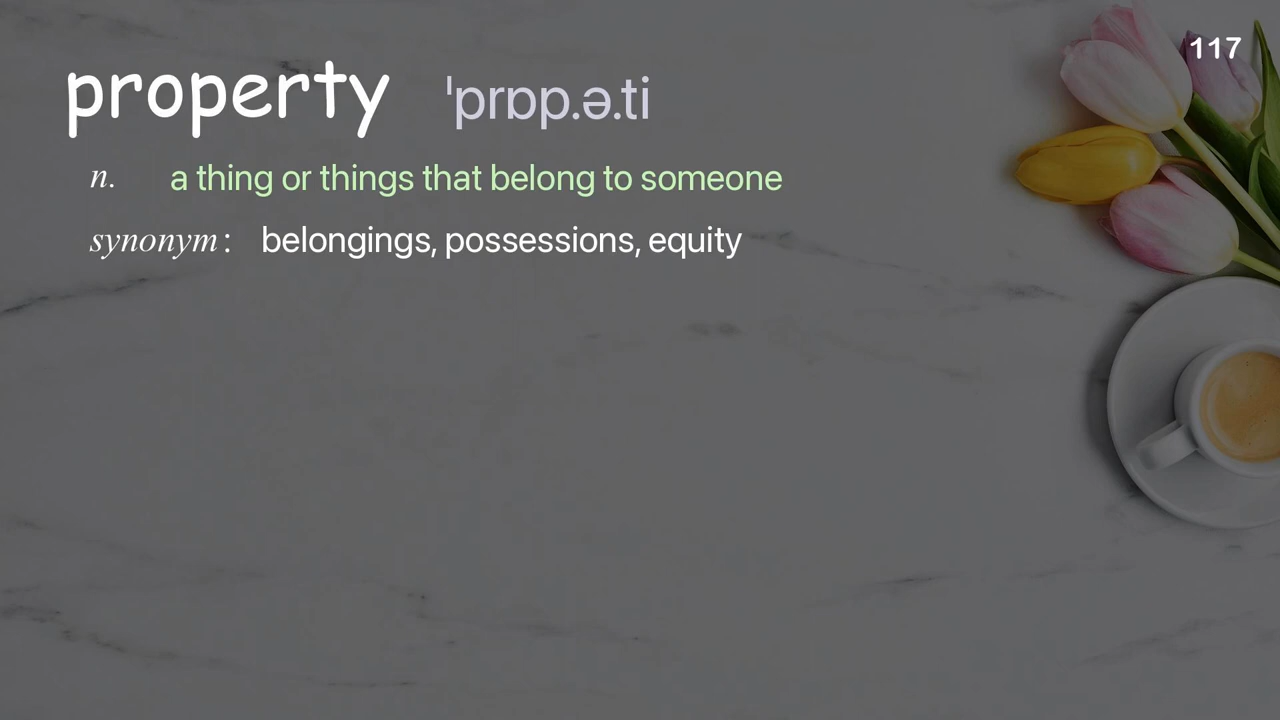 117
property ˈprɒp.ə.ti
n. a thing or things that belong to someone
synonym: belongings, possessions, equity